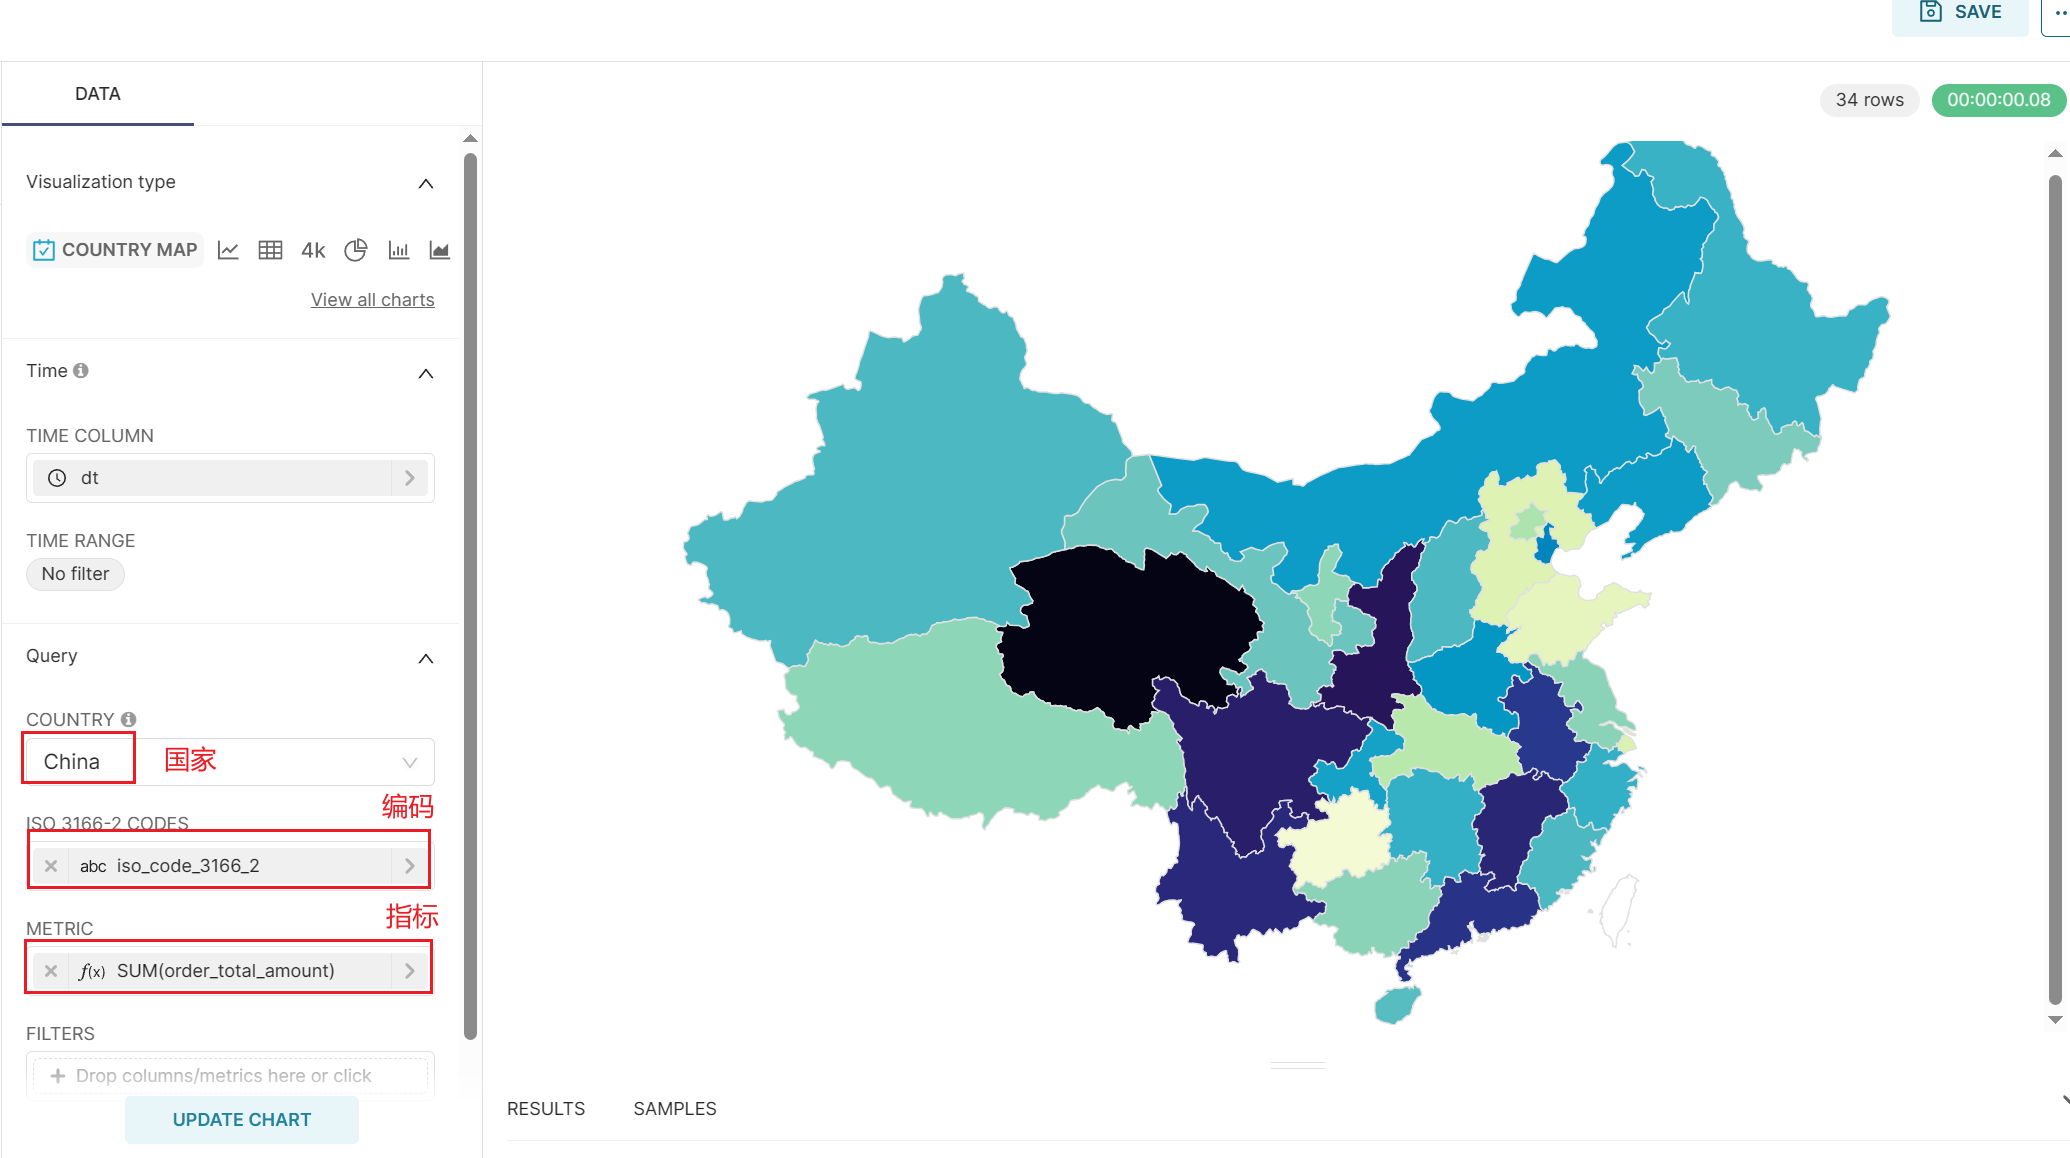 SAVE
DATA
34 rows
00:00:00.08
Visualization type
COUNTRY MAP
4k
View all charts
Time
TIME COLUMN
dt
TIME RANGE
No filter
Query
COUNTRY
China 国家
编码
ISO 3166-2 CODES
abc iso_code_3166_2
指标
METRIC
f(x) SUM(order_total_amount)
FILTERS
+ Drop columns/metrics here or click
UPDATE CHART
RESULTS SAMPLES